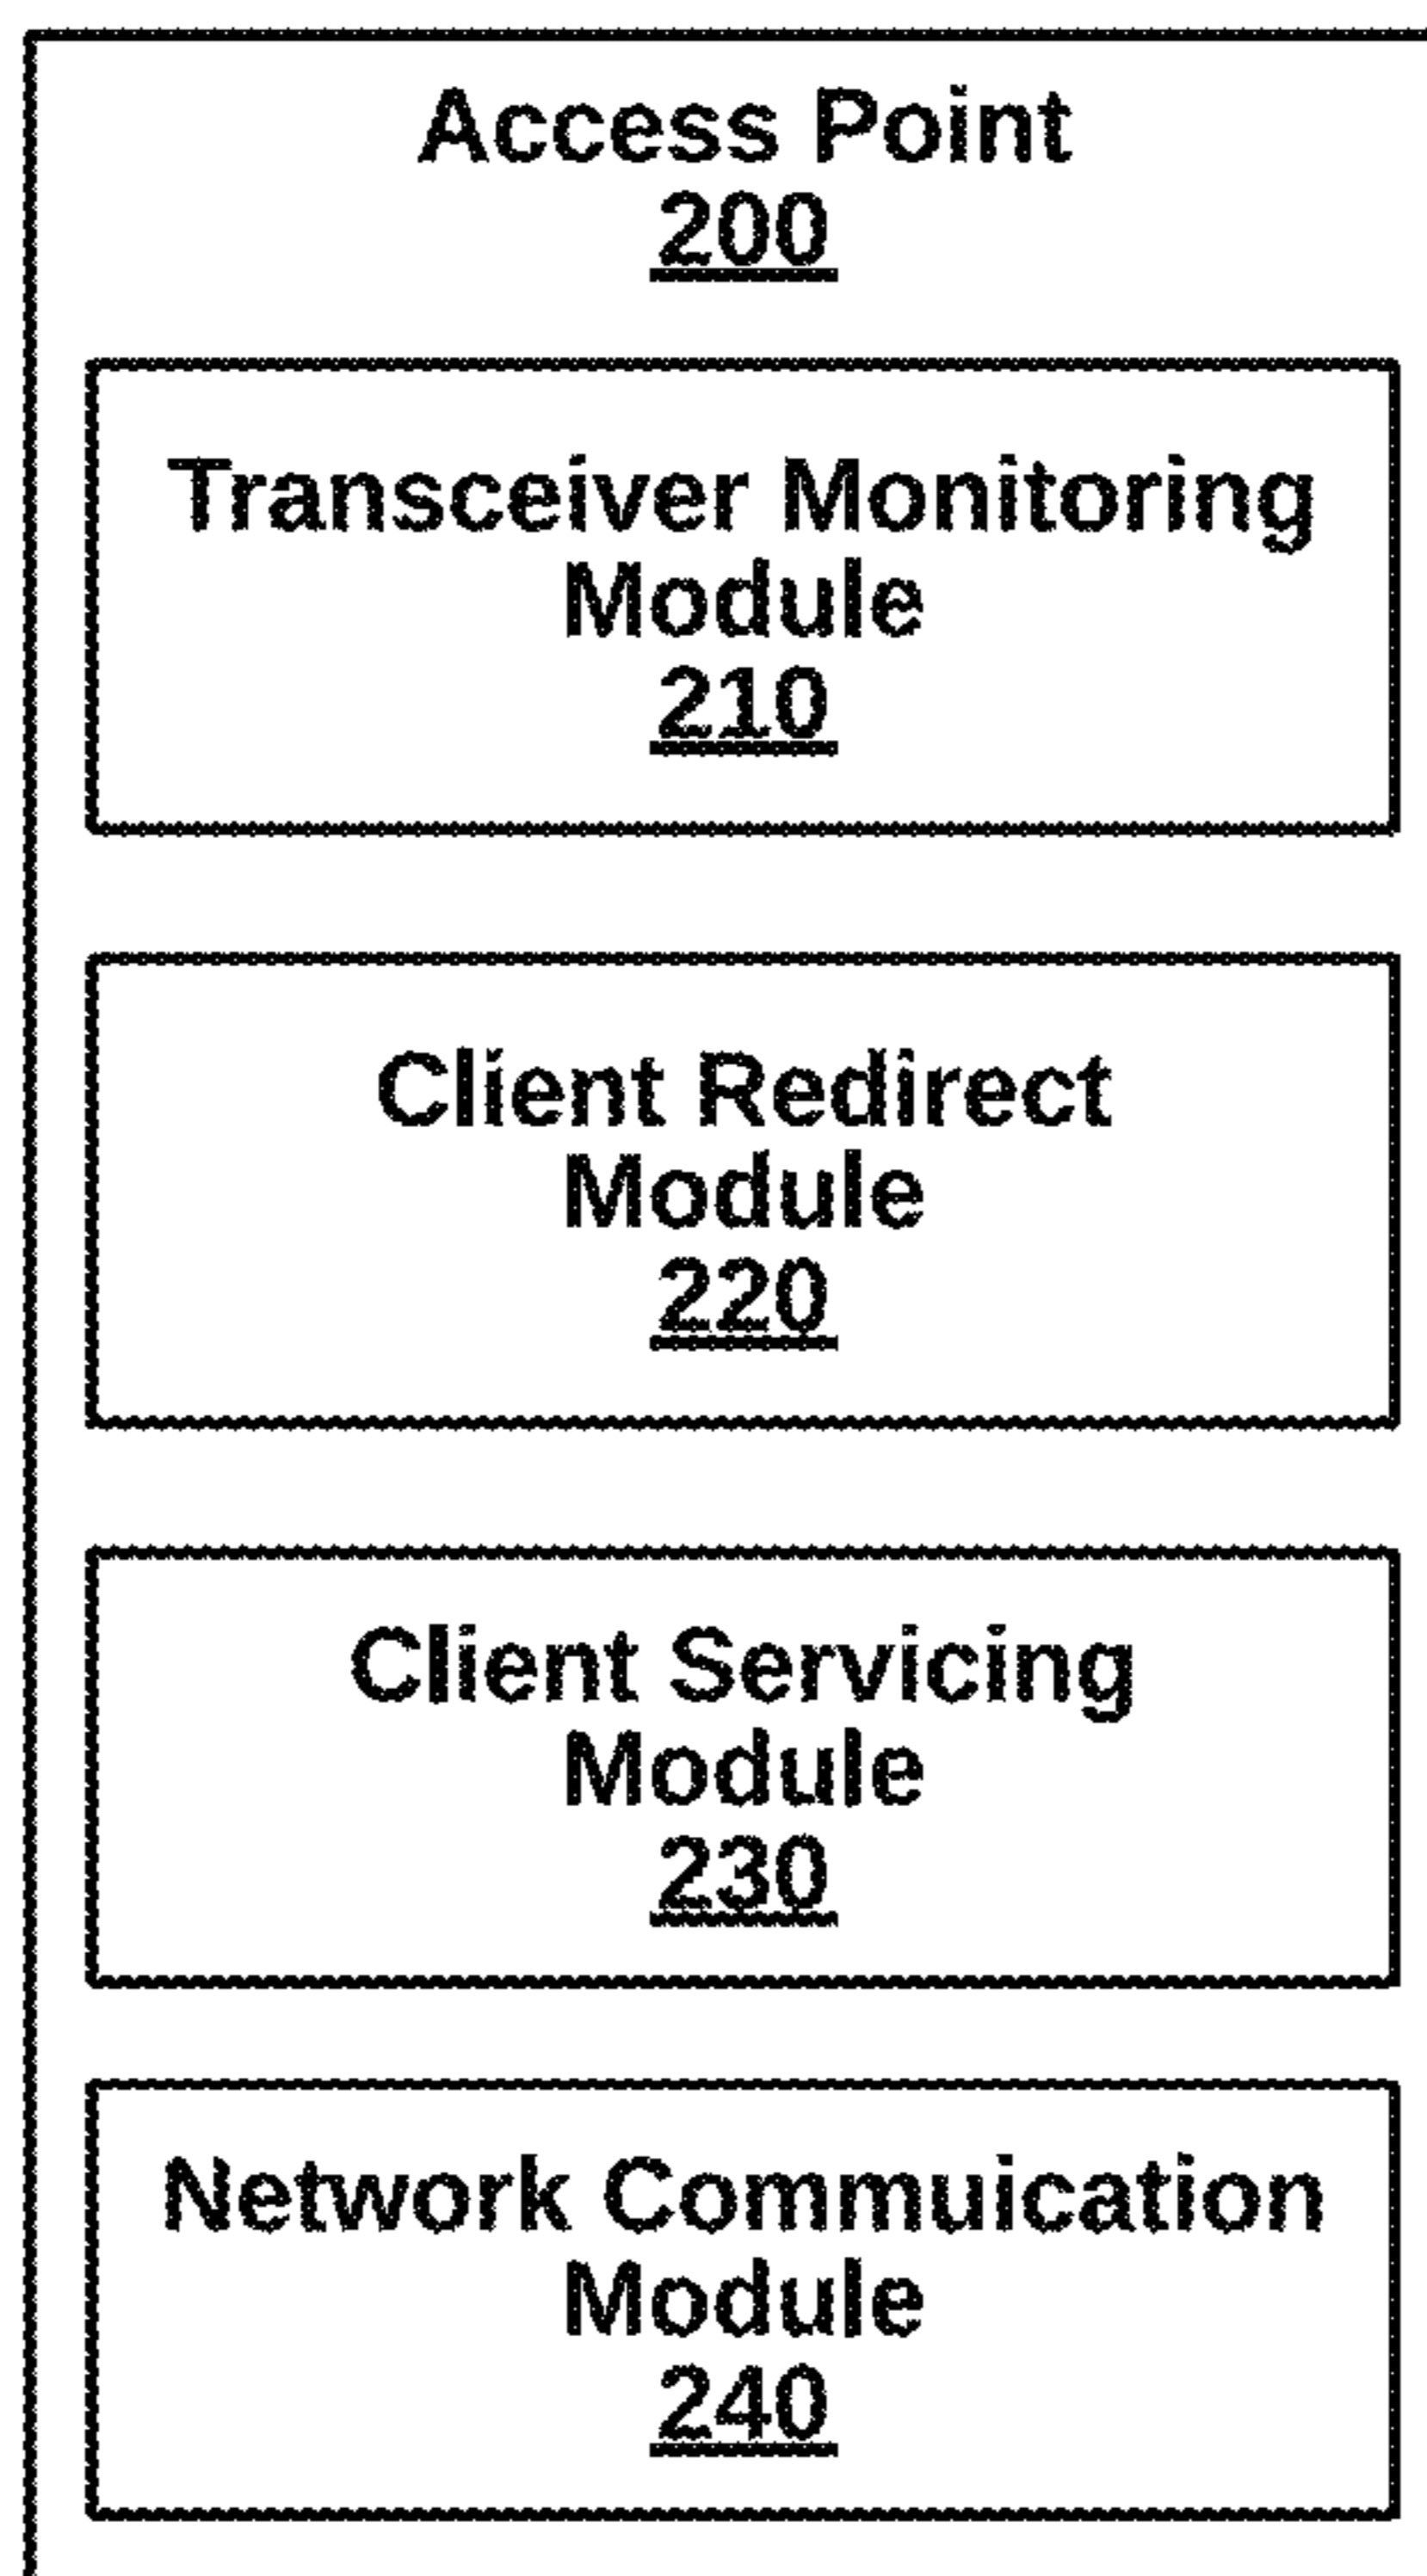 Access Point
200
Transceiver Monitoring
Module
210
Client Redirect
Module
220
Client Servicing
Module
230
Network Commuication
Module
240